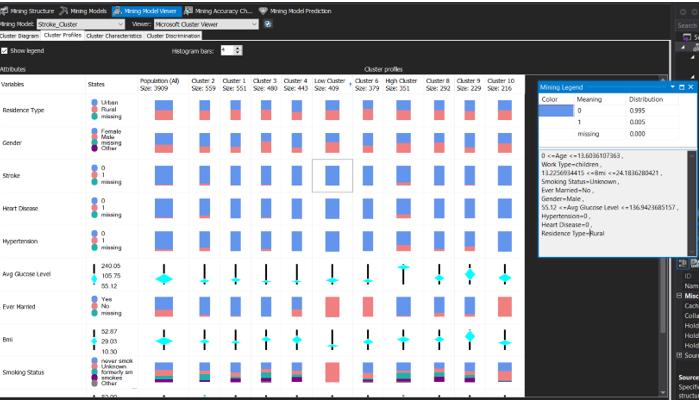 Mining Structure Mining Models Mining Model Viewer Mining Accuracy Ch... Mining Model Prediction
Mining Model: Stroke_Cluster Viewer: Microsoft Cluster Viewer
Cluster Diagram Cluster Profiles Cluster Characteristics Cluster Discrimination
Show legend Histogram bars: 4
Attributes Cluster profiles
Variables States Population (All) Cluster 2 Cluster 1 Cluster 3 Cluster 4 Low Cluster Cluster 6 High Cluster Cluster 8 Cluster 9 Cluster 10
Size: 3909 Size: 559 Size: 551 Size: 480 Size: 443 Size: 409 Size: 379 Size: 351 Size: 292 Size: 229 Size: 216
Residence Type
Urban
Rural
missing
Gender
Female
Male
missing
Other
Stroke
0
1
missing
Heart Disease
0
1
missing
Hypertension
0
1
missing
Avg Glucose Level
240.05
105.75
55.12
Ever Married
Yes
No
missing
Bmi
52.87
29.03
10.30
Smoking Status
never smok
Unknown
formerly sm
smokes
Other
Mining Legend
Color Meaning Distribution
0 0.995
1 0.005
missing 0.000
0 <=Age <=13.6036107363 ,
Work Type=children ,
13.2256934415 <=Bmi <=24.1836280421 ,
Smoking Status=Unknown ,
Ever Married=No ,
Gender=Male ,
55.12 <=Avg Glucose Level <=136.9423685157 ,
Hypertension=0 ,
Heart Disease=0 ,
Residence Type=Rural
Search
ID
Nam
Misc
Cach
Colla
Hold
Hold
Hold
Sour
Source
Specifi
structur